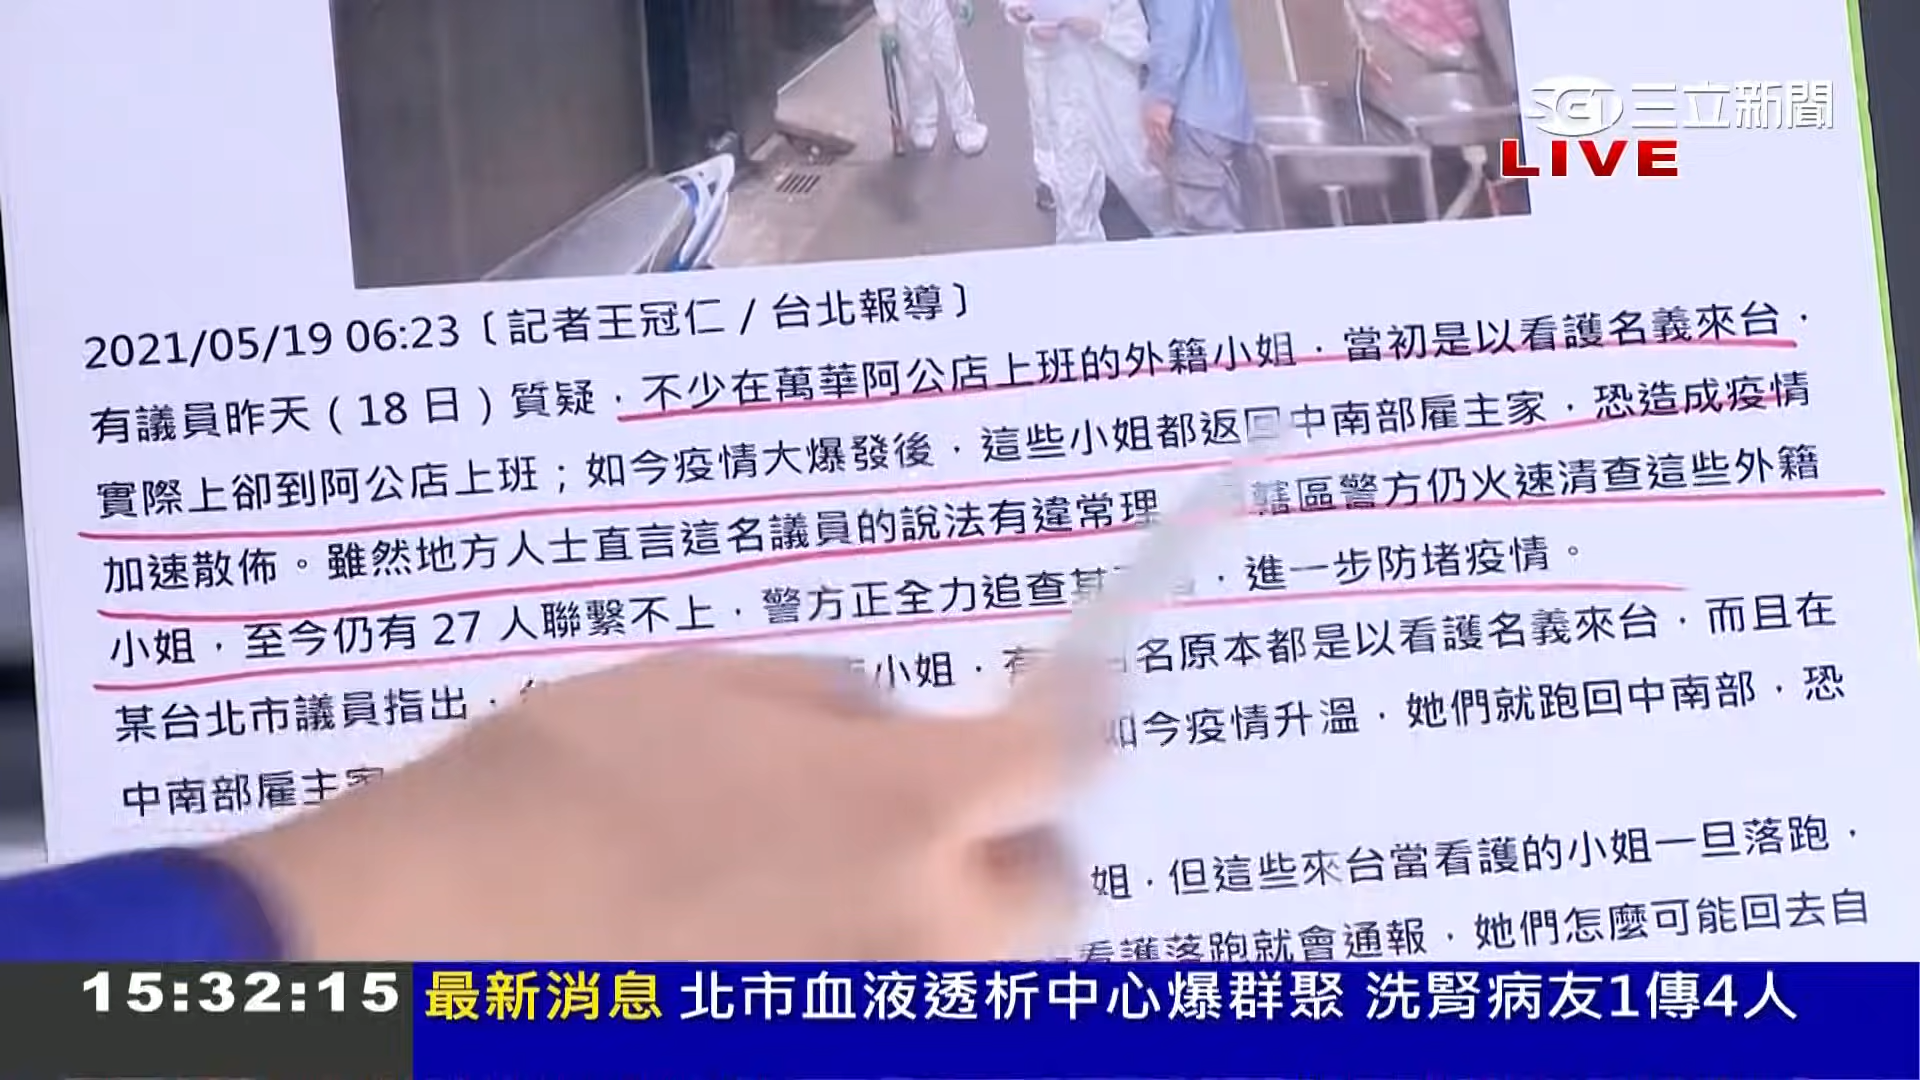 SET 三立新聞
LIVE
2021/05/19 06:23〔記者王冠仁/台北報導〕
有議員昨天(18日)質疑,不少在萬華阿公店上班的外籍小姐,當初是以看護名義來台,
實際上卻到阿公店上班;如今疫情大爆發後,這些小姐都返回中南部雇主家,恐造成疫情
加速散佈。雖然地方人士直言這名議員的說法有違常理 轄區警方仍火速清查這些外籍
小姐,至今仍有27人聯繫不上,警方正全力追查其 ,進一步防堵疫情。
某台北市議員指出, 小姐,有 名原本都是以看護名義來台,而且在
中南部雇主家 如今疫情升溫,她們就跑回中南部,恐
姐,但這些來台當看護的小姐一旦落跑,
看護落跑就會通報,她們怎麼可能回去自
15:32:15 最新消息 北市血液透析中心爆群聚 洗腎病友1傳4人